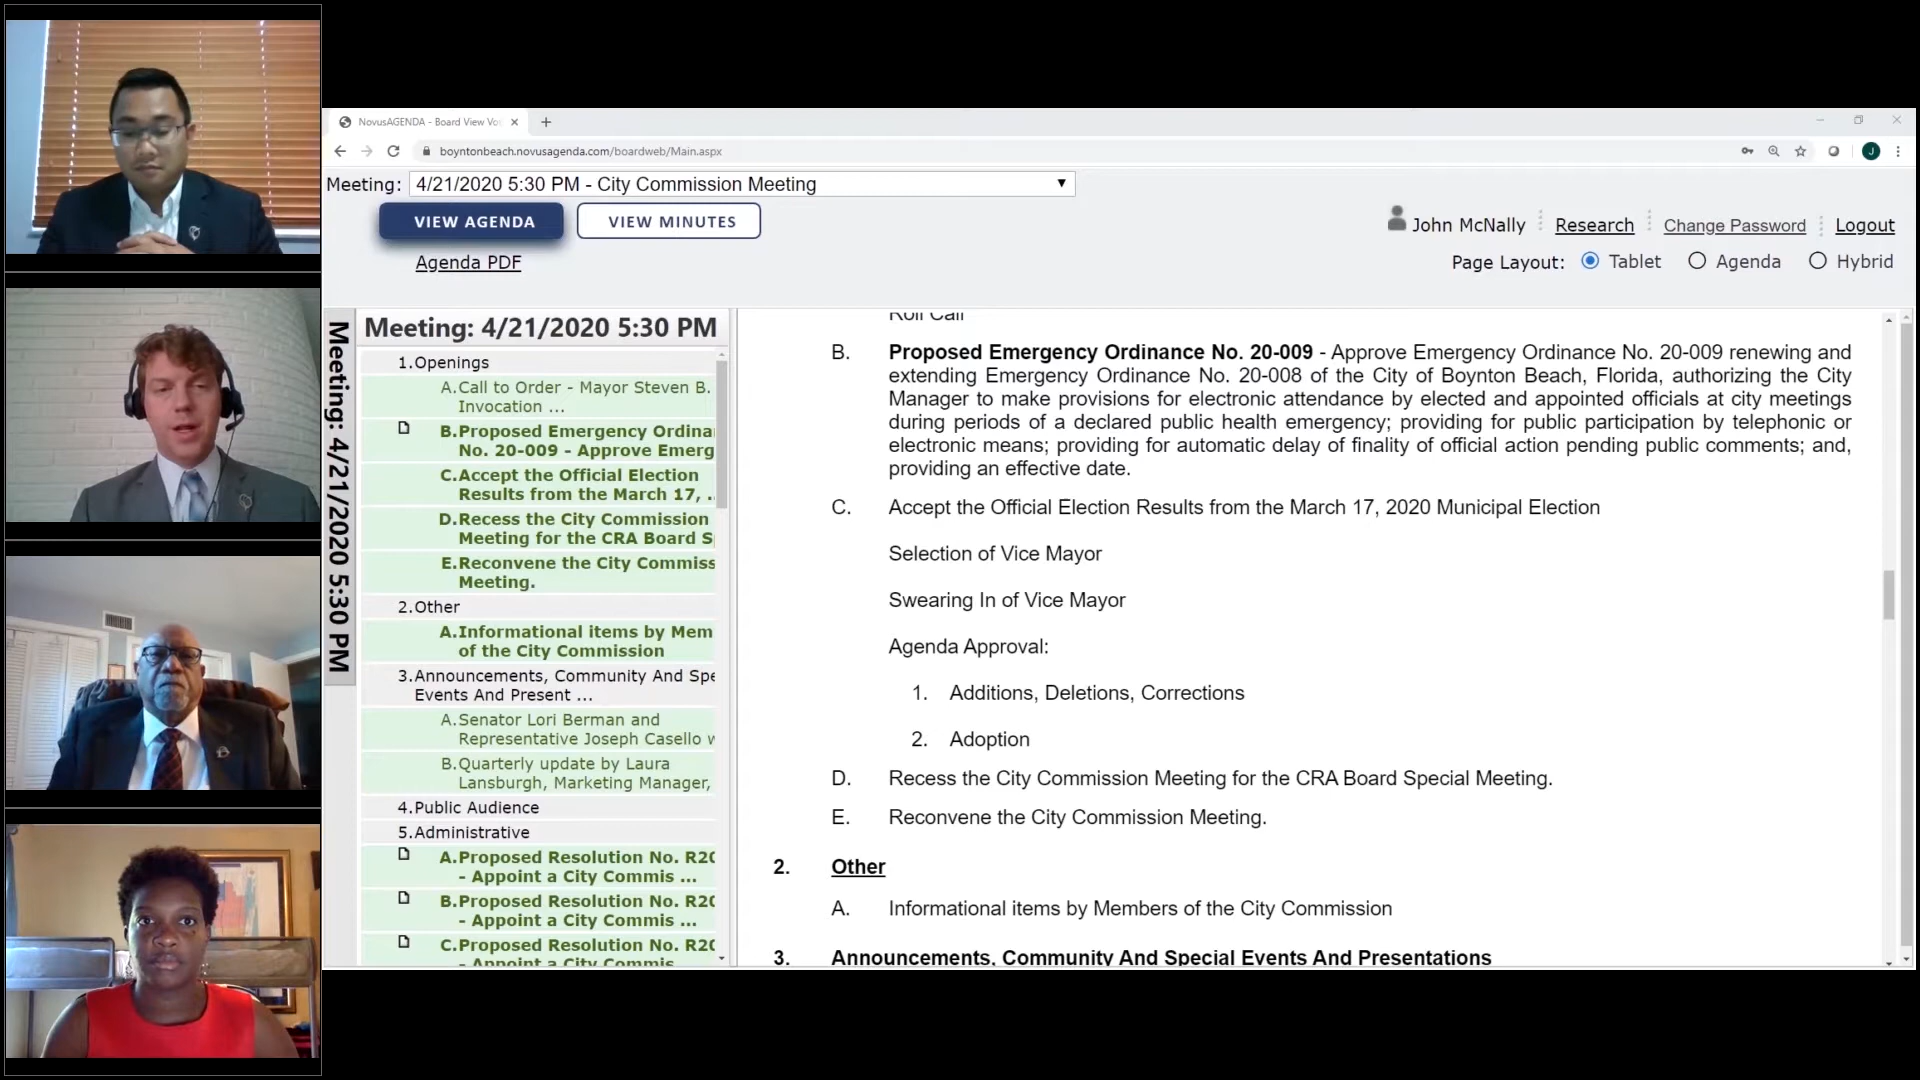 NovusAGENDA - Board View Vo
boyntonbeach.novusagenda.com/boardweb/Main.aspx
J
Meeting: 4/21/2020 5:30 PM - City Commission Meeting
VIEW AGENDA VIEW MINUTES
Agenda PDF
John McNally Research Change Password Logout
Page Layout: Tablet Agenda Hybrid
Meeting: 4/21/2020 5:30 PM
Meeting: 4/21/2020 5:30 PM
1.Openings
A.Call to Order - Mayor Steven B.
Invocation ...
B.Proposed Emergency Ordina
No. 20-009 - Approve Emerg
C.Accept the Official Election
Results from the March 17, ..
D.Recess the City Commission
Meeting for the CRA Board S
E.Reconvene the City Commiss
Meeting.
2.Other
A.Informational items by Mem
of the City Commission
3.Announcements, Community And Spe
Events And Present ...
A.Senator Lori Berman and
Representative Joseph Casello w
B.Quarterly update by Laura
Lansburgh, Marketing Manager,
4.Public Audience
5.Administrative
A.Proposed Resolution No. R20
- Appoint a City Commis ...
B.Proposed Resolution No. R20
- Appoint a City Commis ...
C.Proposed Resolution No. R20
- Appoint a City Commis
Roll Call
B. Proposed Emergency Ordinance No. 20-009 - Approve Emergency Ordinance No. 20-009 renewing and
extending Emergency Ordinance No. 20-008 of the City of Boynton Beach, Florida, authorizing the City
Manager to make provisions for electronic attendance by elected and appointed officials at city meetings
during periods of a declared public health emergency; providing for public participation by telephonic or
electronic means; providing for automatic delay of finality of official action pending public comments; and,
providing an effective date.
C. Accept the Official Election Results from the March 17, 2020 Municipal Election
Selection of Vice Mayor
Swearing In of Vice Mayor
Agenda Approval:
1. Additions, Deletions, Corrections
2. Adoption
D. Recess the City Commission Meeting for the CRA Board Special Meeting.
E. Reconvene the City Commission Meeting.
2. Other
A. Informational items by Members of the City Commission
3. Announcements, Community And Special Events And Presentations